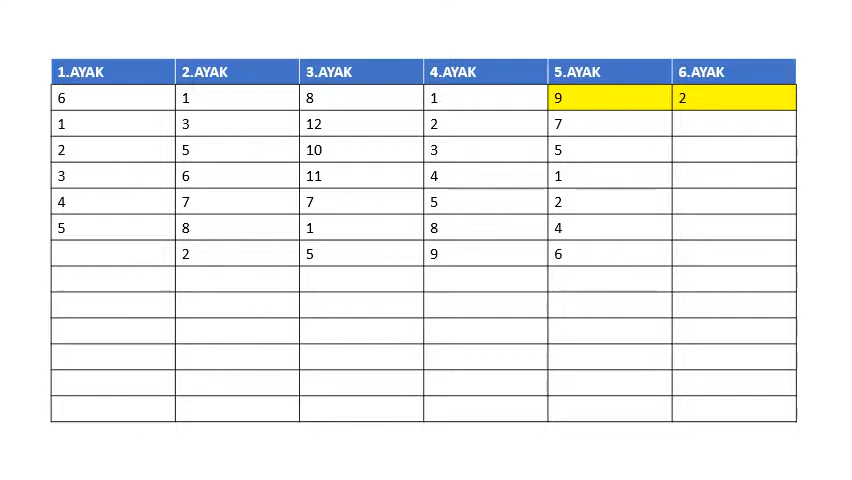 1.AYAK 2.AYAK 3.AYAK 4.AYAK 5.AYAK 6.AYAK
6 1 8 1 9 2
1 3 12 2 7
2 5 10 3 5
3 6 11 4 1
4 7 7 5 2
5 8 1 8 4
2 5 9 6